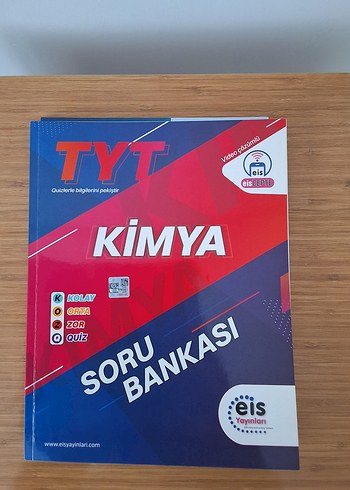 TYT
Quizlerle bilgilerini pekiştir
Video çözümlü
eis
KİMYA
K KOLAY
O ORTA
Z ZOR
Q QUİZ
SORU
BANKASI
eis
Yayınları
www.eisyayinlari.com